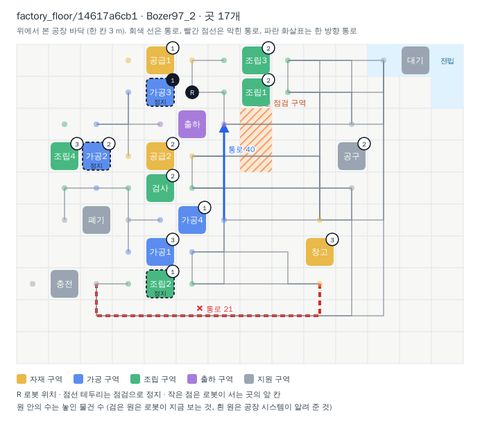 factory_floor/14617a6cb1 · Bozer97_2 · 곳 17개
위에서 본 공장 바닥 (한 칸 3 m). 회색 선은 통로, 빨간 점선은 막힌 통로, 파란 화살표는 한 방향 통로
1 2
공급1 조립3 대기 전립
1 2
가공3 R 조립1
정지 점검 구역
출하
3 2 2 통로 40 2
조립4 가공2 공급2 공구
정지
2
검사
1
폐기 가공4
3 3
가공1 창고
1
충전 조립2
정지
✕ 통로 21
자재 구역 가공 구역 조립 구역 출하 구역 지원 구역
R 로봇 위치 · 점선 테두리는 점검으로 정지 · 작은 점은 로봇이 서는 곳의 앞 칸
원 안의 수는 놓인 물건 수 (검은 원은 로봇이 지금 보는 것, 흰 원은 공장 시스템이 알려 준 것)